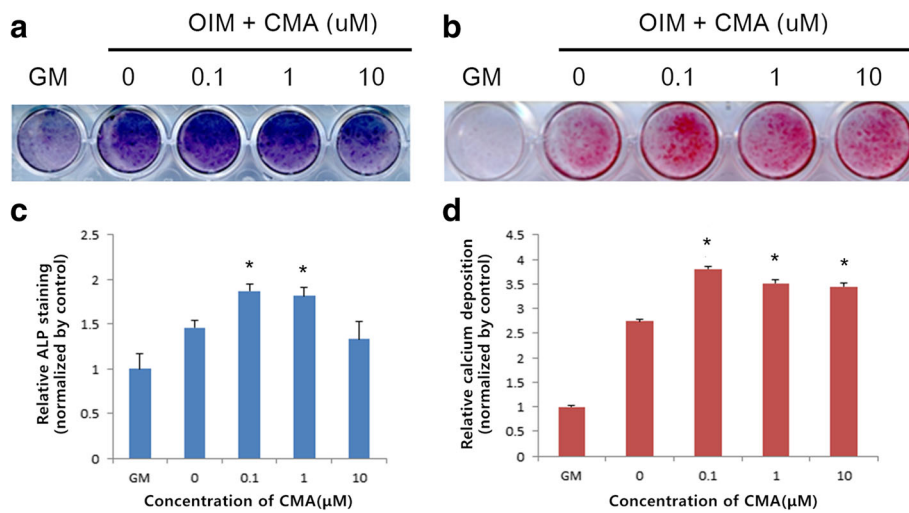 a
OIM + CMA (uM)
GM 0 0.1 1 10
b
OIM + CMA (uM)
GM 0 0.1 1 10
c
Relative ALP staining
(normalized by control)
2.5
2
1.5
1
0.5
0
* *
GM 0 0.1 1 10
Concentration of CMA(μM)
d
Relative calcium deposition
(normalized by control)
4.5
4
3.5
3
2.5
2
1.5
1
0.5
0
* * *
GM 0 0.1 1 10
Concentration of CMA(μM)